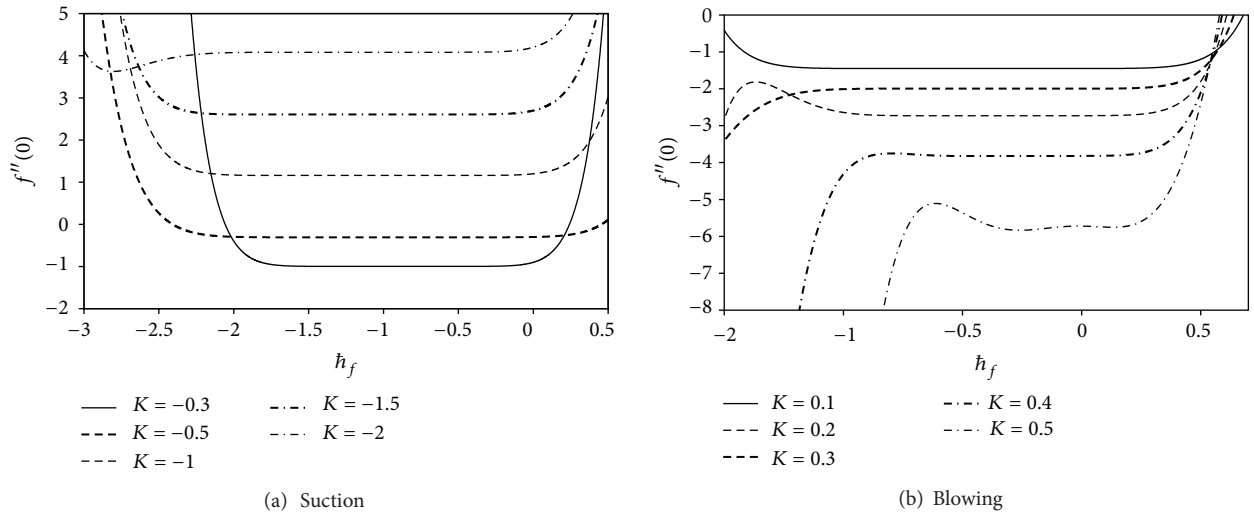 5
4
3
2
1
0
−1
−2
f″(0)
−3
−2.5
−2
−1.5
−1
−0.5
0
0.5
ħf
K = −0.3
K = −0.5
K = −1
K = −1.5
K = −2
(a) Suction
0
−1
−2
−3
−4
−5
−6
−7
−8
f″(0)
−2
−1
−0.5
0
0.5
ħf
K = 0.1
K = 0.2
K = 0.3
K = 0.4
K = 0.5
(b) Blowing